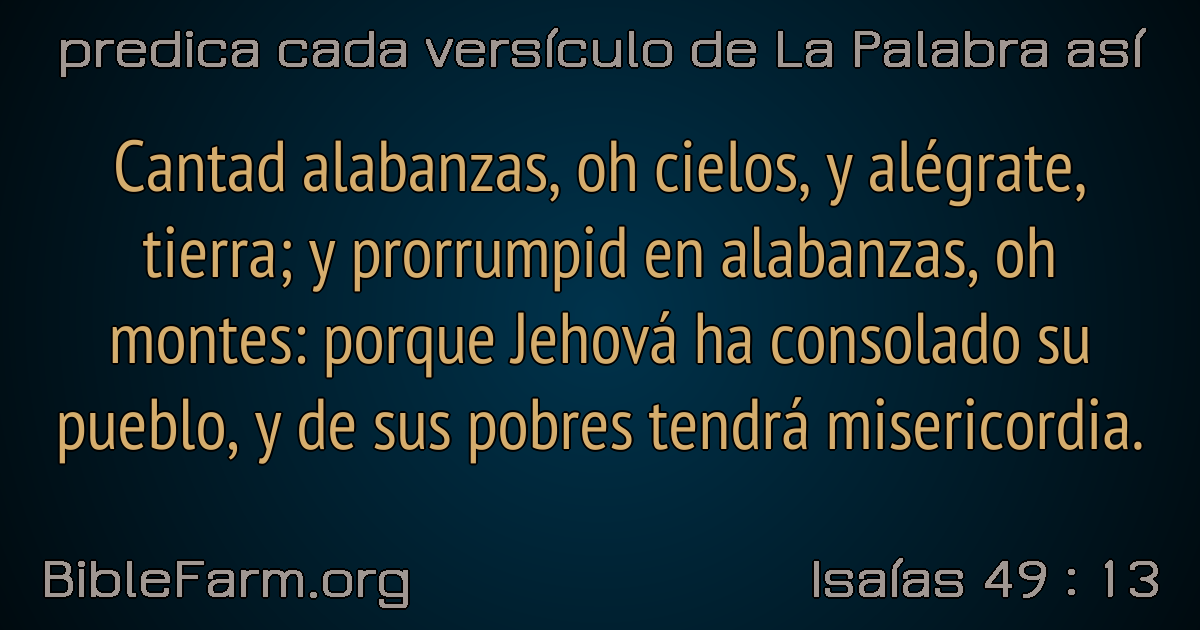 predica cada versículo de La Palabra así
Cantad alabanzas, oh cielos, y alégrate,
tierra; y prorrumpid en alabanzas, oh
montes: porque Jehová ha consolado su
pueblo, y de sus pobres tendrá misericordia.
BibleFarm.org
Isaías 49 : 13